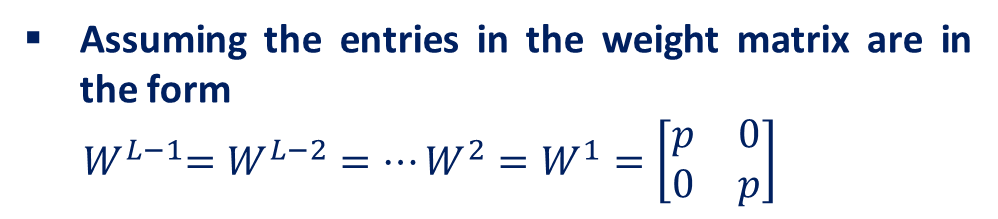 ▪ Assuming the entries in the weight matrix are in
the form
W^{L−1}= W^{L−2} = ⋯ W^2 = W^1 = [p 0
0 p]